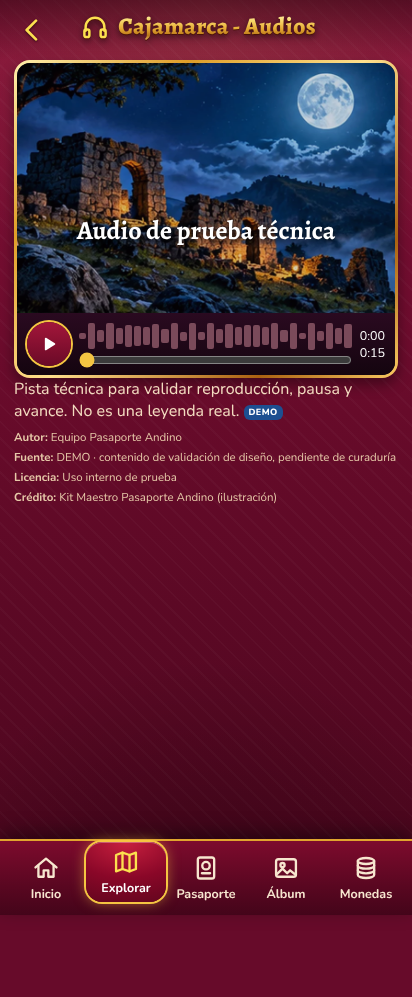 Cajamarca - Audios
Audio de prueba técnica
0:00
0:15
Pista técnica para validar reproducción, pausa y
avance. No es una leyenda real. DEMO
Autor: Equipo Pasaporte Andino
Fuente: DEMO · contenido de validación de diseño, pendiente de curaduría
Licencia: Uso interno de prueba
Crédito: Kit Maestro Pasaporte Andino (ilustración)
Inicio
Explorar
Pasaporte
Álbum
Monedas